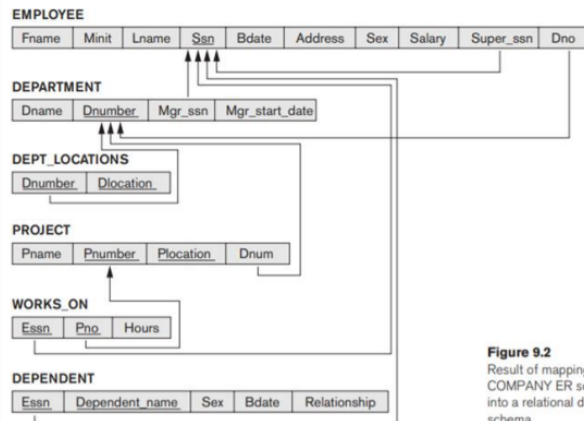 EMPLOYEE
Fname Minit Lname Ssn Bdate Address Sex Salary Super_ssn Dno
DEPARTMENT
Dname Dnumber Mgr_ssn Mgr_start_date
DEPT_LOCATIONS
Dnumber Dlocation
PROJECT
Pname Pnumber Plocation Dnum
WORKS_ON
Essn Pno Hours
Figure 9.2
Result of mapping
COMPANY ER sc
into a relational d
schema
DEPENDENT
Essn Dependent_name Sex Bdate Relationship